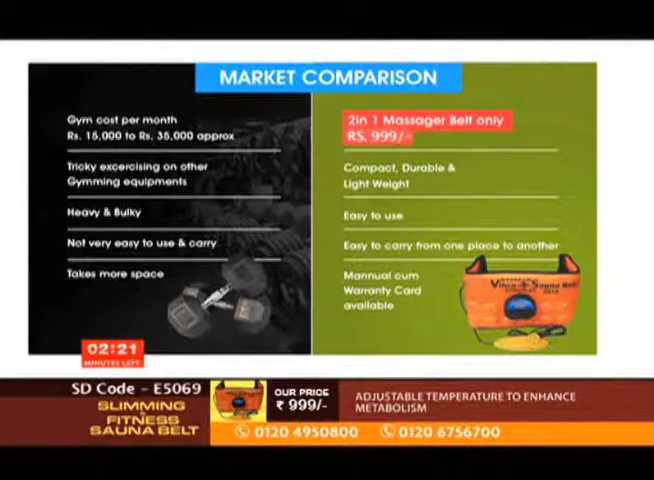 MARKET COMPARISON
Gym cost per month
Rs. 15,000 to Rs. 35,000 approx
Tricky excercising on other
Gymming equipments
Heavy & Bulky
Not very easy to use & carry
Takes more space
2in 1 Massager Belt only
RS. 999/-
Compact, Durable &
Light Weight
Easy to use
Easy to carry from one place to another
Mannual cum
Warranty Card
available
Sauna Belt
02:21
MINUTES LEFT
SD Code - E5069
SLIMMING
&
FITNESS
SAUNA BELT
OUR PRICE
₹ 999/-
ADJUSTABLE TEMPERATURE TO ENHANCE
METABOLISM
0120 4950800
0120 6756700